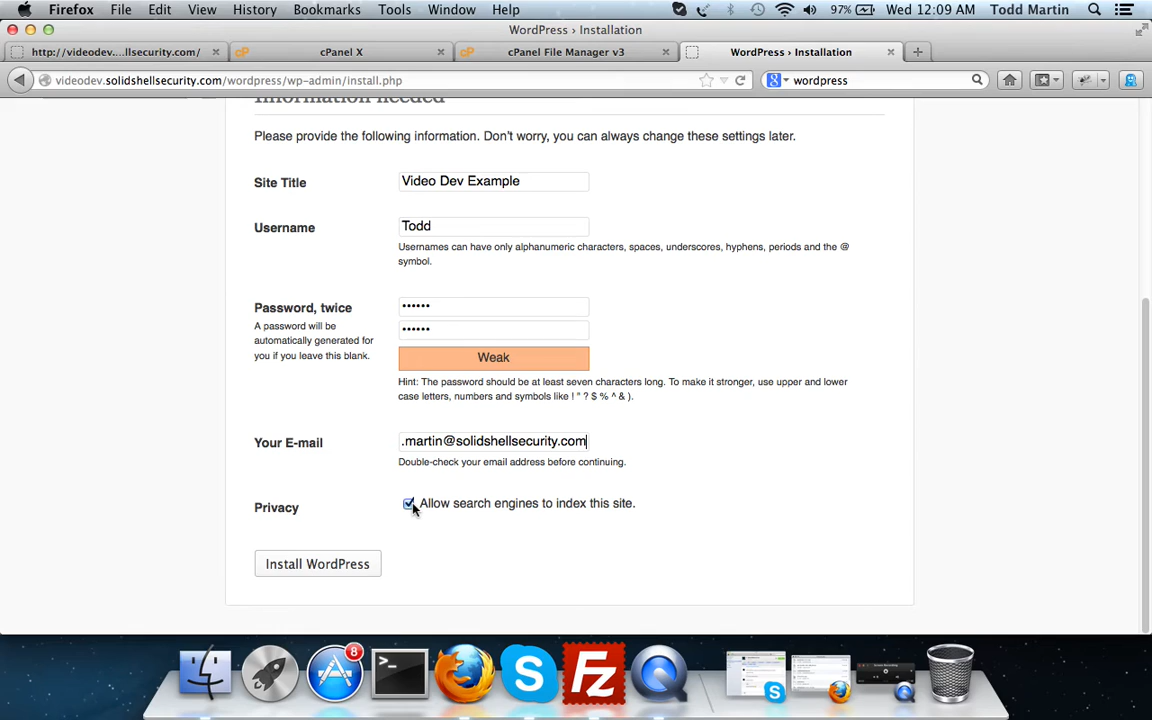 Firefox File Edit View History Bookmarks Tools Window Help 97% Wed 12:09 AM Todd Martin
WordPress › Installation
http://videodev....llsecurity.com/ cPanel X cPanel File Manager v3 WordPress › Installation
videodev.solidshellsecurity.com/wordpress/wp-admin/install.php wordpress
Information needed
Please provide the following information. Don't worry, you can always change these settings later.
Site Title Video Dev Example
Username Todd
Usernames can have only alphanumeric characters, spaces, underscores, hyphens, periods and the @
symbol.
Password, twice ••••••
A password will be
automatically generated for
you if you leave this blank.
••••••
Weak
Hint: The password should be at least seven characters long. To make it stronger, use upper and lower
case letters, numbers and symbols like ! " ? $ % ^ & ).
Your E-mail .martin@solidshellsecurity.com
Double-check your email address before continuing.
Privacy Allow search engines to index this site.
Install WordPress
8